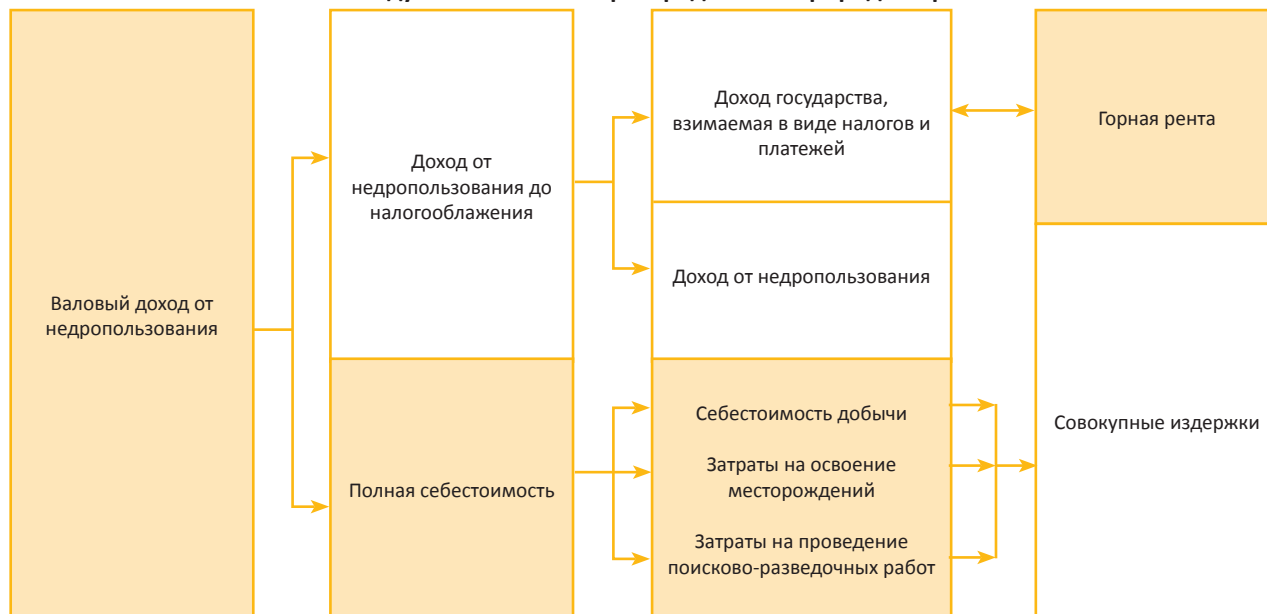 Валовый доход от
недропользования
Доход от
недропользования до
налогооблажения
Полная себестоимость
Доход государства,
взимаемая в виде налогов и
платежей
Доход от недропользования
Себестоимость добычи
Затраты на освоение
месторождений
Затраты на проведение
поисково-разведочных работ
Горная рента
Совокупные издержки